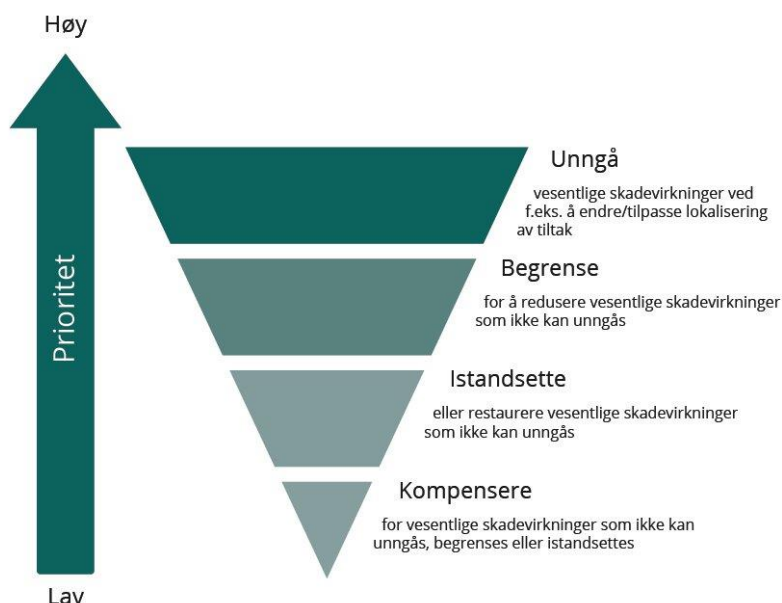 Høy
Prioritet
Unngå
vesentlige skadevirkninger ved
f.eks. å endre/tilpasse lokalisering
av tiltak
Begrense
for å redusere vesentlige skadevirkninger
som ikke kan unngås
Istandsette
eller restaurere vesentlige skadevirkninger
som ikke kan unngås
Kompensere
for vesentlige skadevirkninger som ikke kan
unngås, begrenses eller istandsettes
Lav